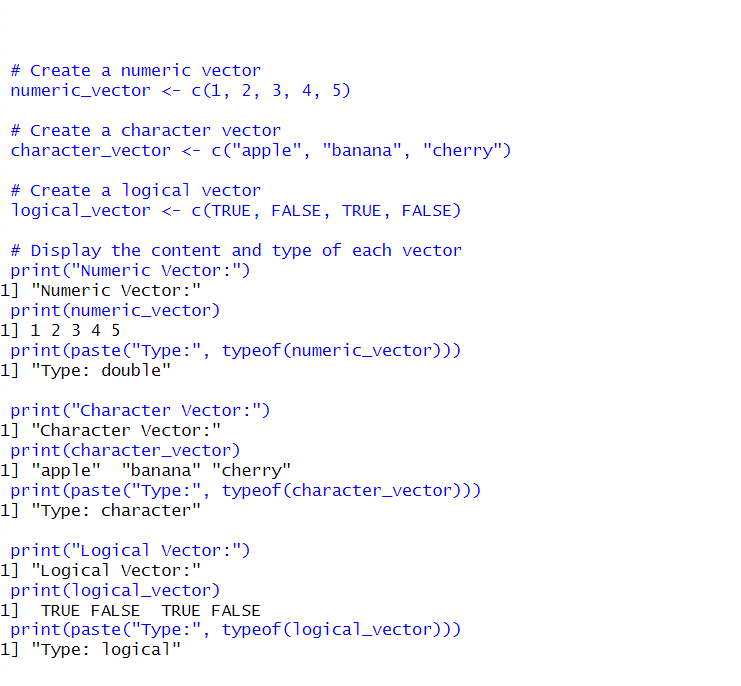 # Create a numeric vector
numeric_vector <- c(1, 2, 3, 4, 5)
# Create a character vector
character_vector <- c("apple", "banana", "cherry")
# Create a logical vector
logical_vector <- c(TRUE, FALSE, TRUE, FALSE)
# Display the content and type of each vector
print("Numeric Vector:")
1] "Numeric Vector:"
print(numeric_vector)
1] 1 2 3 4 5
print(paste("Type:", typeof(numeric_vector)))
1] "Type: double"
print("Character Vector:")
1] "Character Vector:"
print(character_vector)
1] "apple"  "banana" "cherry"
print(paste("Type:", typeof(character_vector)))
1] "Type: character"
print("Logical Vector:")
1] "Logical Vector:"
print(logical_vector)
1]  TRUE FALSE  TRUE FALSE
print(paste("Type:", typeof(logical_vector)))
1] "Type: logical"